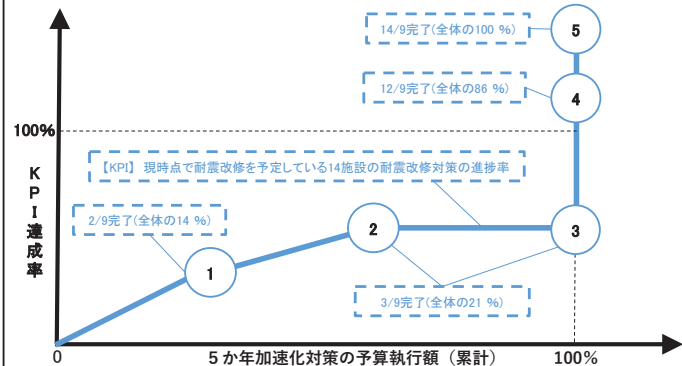 14/9完了(全体の100 %)
5
12/9完了(全体の86 %)
4
100%
【KPI】 現時点で耐震改修を予定している14施設の耐震改修対策の進捗率
KPI達成率
2/9完了(全体の14 %)
2
3
1
3/9完了(全体の21 %)
0
5か年加速化対策の予算執行額（累計）
100%